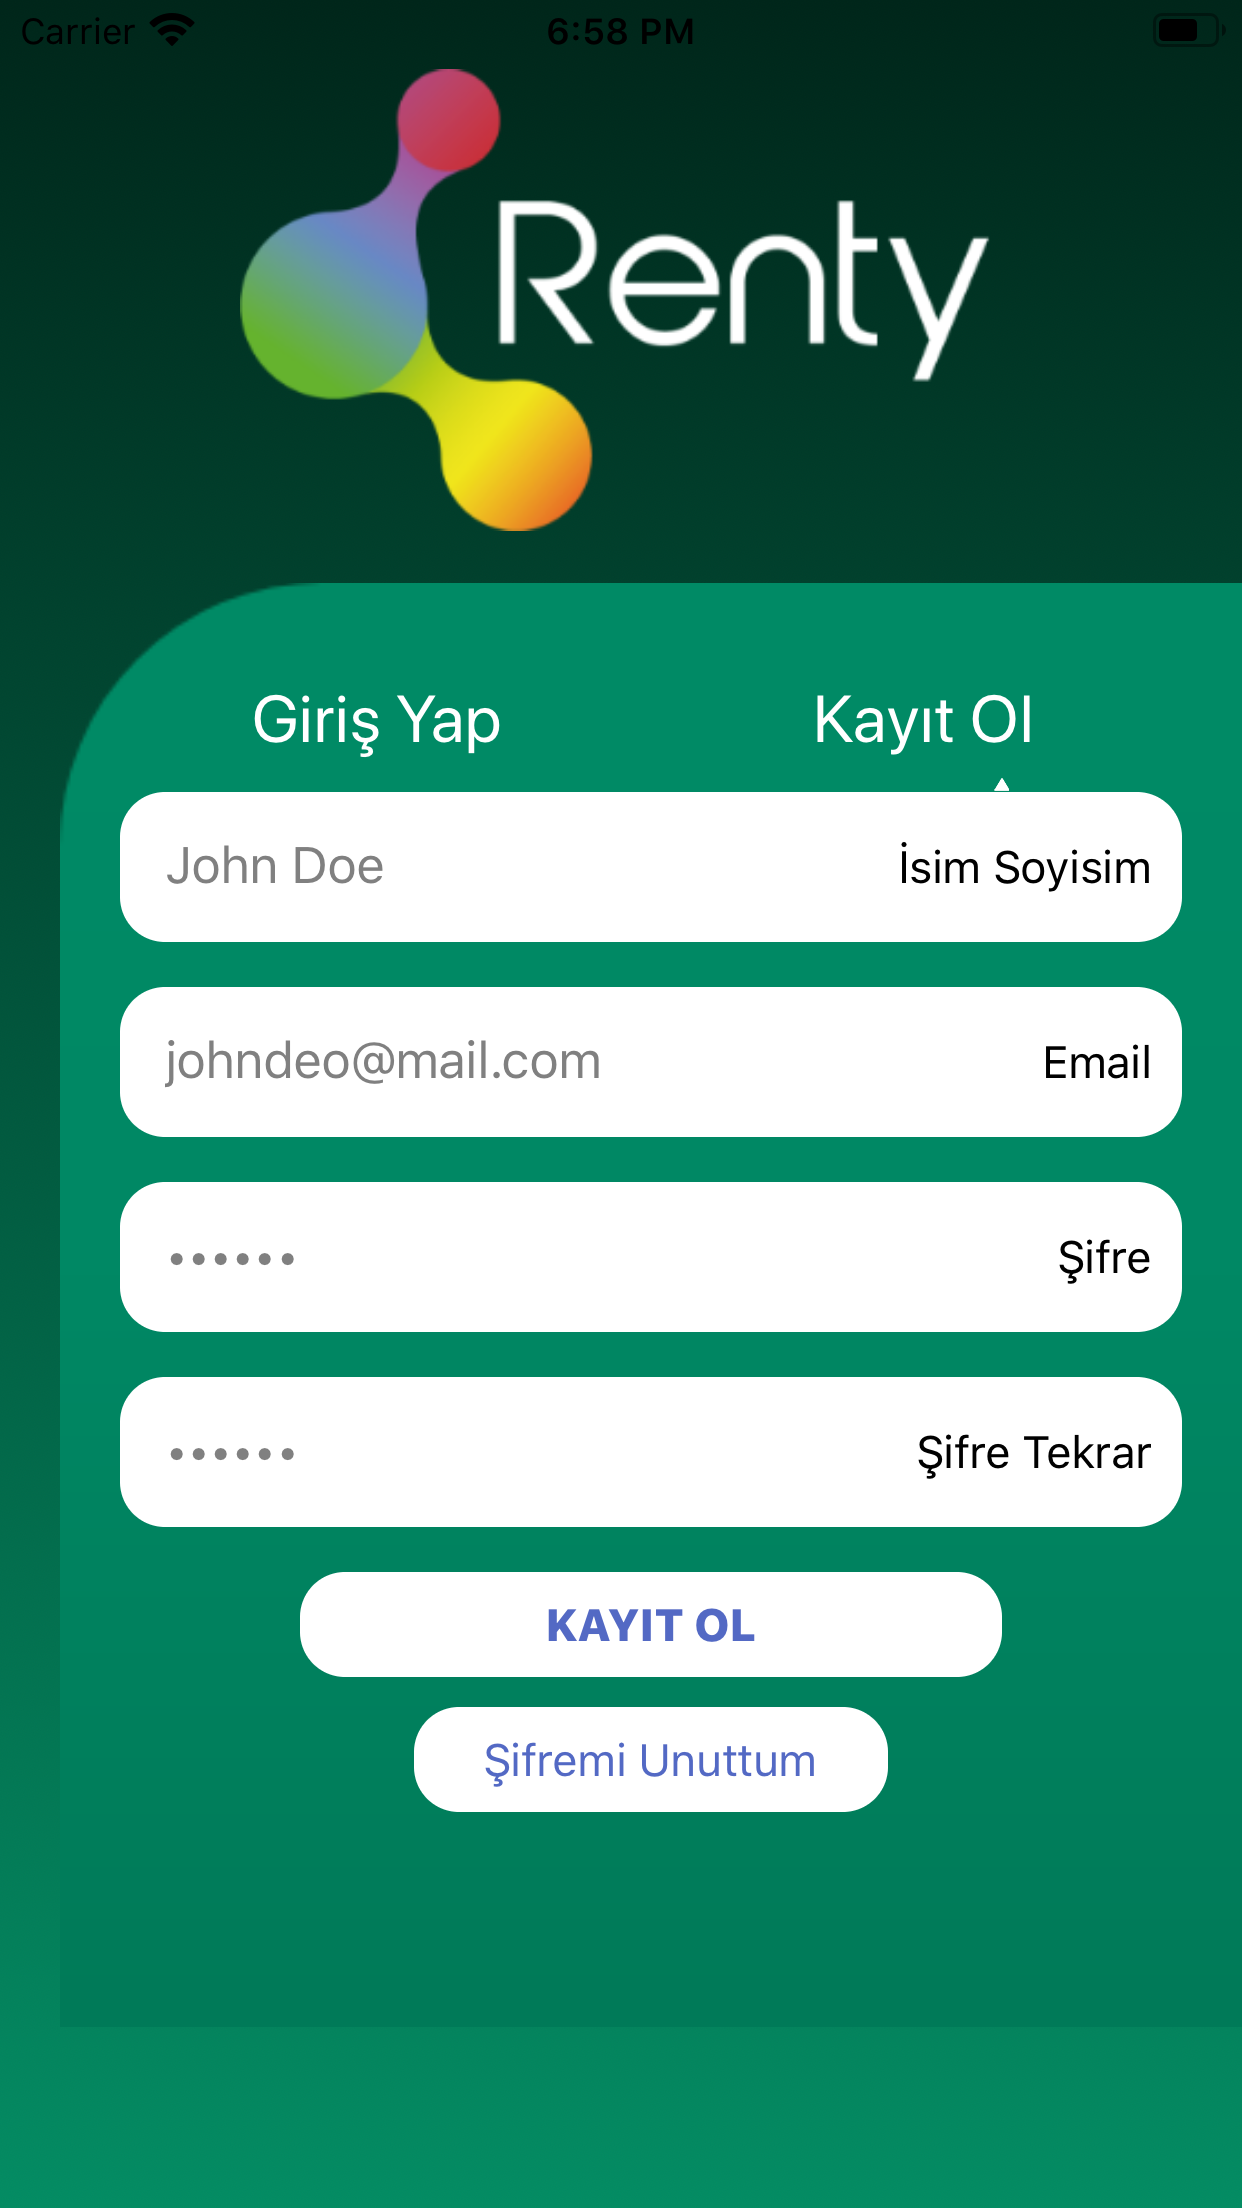 Carrier 6:58 PM
Renty
Giriş Yap Kayıt Ol
John Doe İsim Soyisim
johndeo@mail.com Email
•••••• Şifre
•••••• Şifre Tekrar
KAYIT OL
Şifremi Unuttum